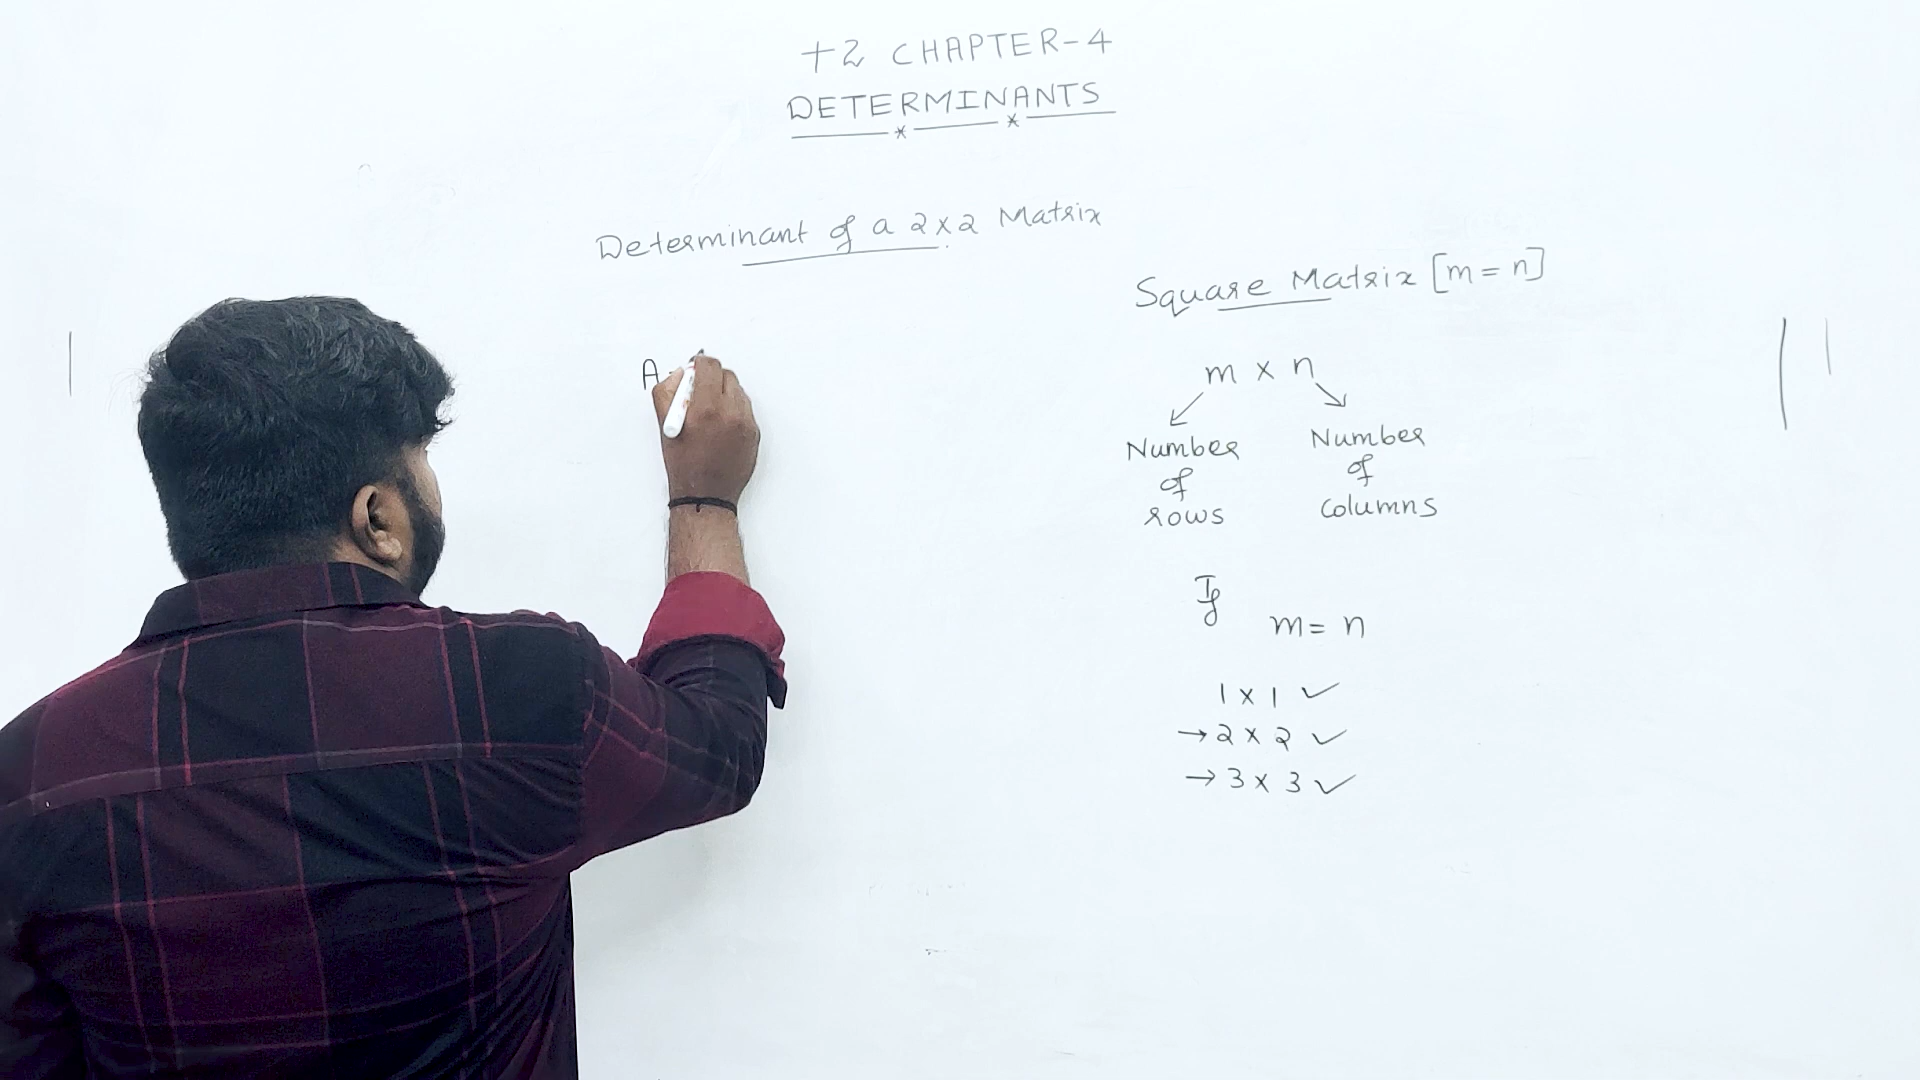 +2 CHAPTER-4
DETERMINANTS
Determinant of a 2x2 Matrix
A
Square Matrix [m = n]
m x n
Number
of
rows
Number
of
columns
If
m = n
1 x 1 ✓
→ 2 x 2 ✓
→ 3 x 3 ✓